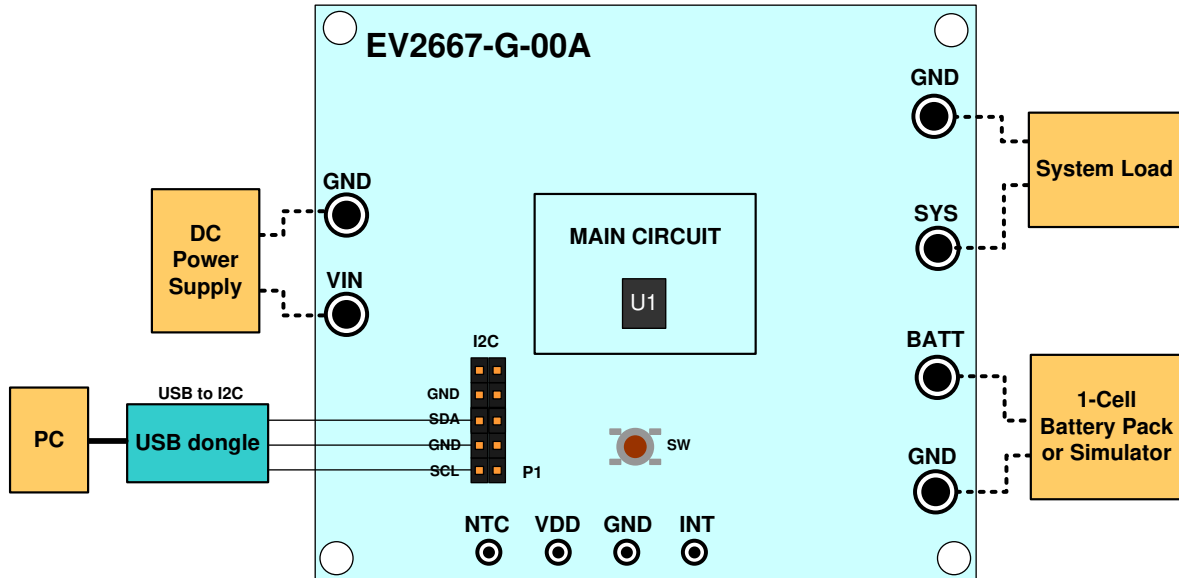 EV2667-G-00A
GND
System Load
SYS
BATT
1-Cell
Battery Pack
or Simulator
GND
GND
DC
Power
Supply
VIN
MAIN CIRCUIT
U1
I2C
GND
SDA
GND
SCL
P1
USB to I2C
PC
USB dongle
SW
NTC
VDD
GND
INT